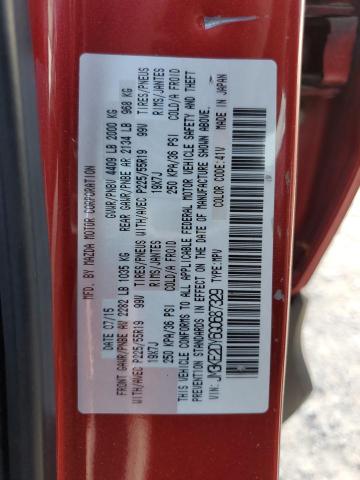 MFD. BY MAZDA MOTOR CORPORATION
DATE 07/15 GVWR/PNBV 4409 LB 2000 KG
FRONT GAWR/PNBE AV 2282 LB 1035 KG REAR GAWR/PNBE AR 2134 LB 968 KG
WITH/AVEC P225/55R19 99V TIRES/PNEUS WITH/AVEC P225/55R19 99V TIRES/PNEUS
19X7J RIMS/JANTES 19X7J RIMS/JANTES
250 KPA/36 PSI COLD/A FROID 250 KPA/36 PSI COLD/A FROID
THIS VEHICLE CONFORMS TO ALL APPLICABLE FEDERAL MOTOR VEHICLE SAFETY AND THEFT
PREVENTION STANDARDS IN EFFECT ON THE DATE OF MANUFACTURE SHOWN ABOVE.
MADE IN JAPAN
VIN: TYPE: MPV COLOR CODE: 41V